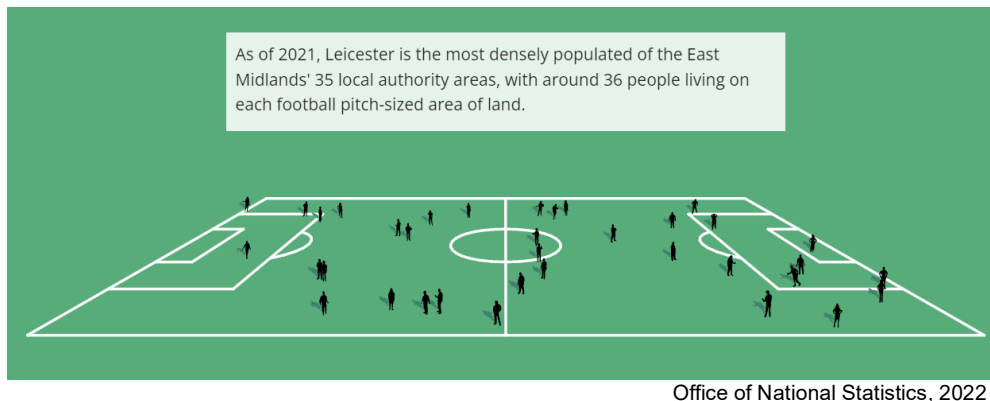 As of 2021, Leicester is the most densely populated of the East
Midlands' 35 local authority areas, with around 36 people living on
each football pitch-sized area of land.
Office of National Statistics, 2022